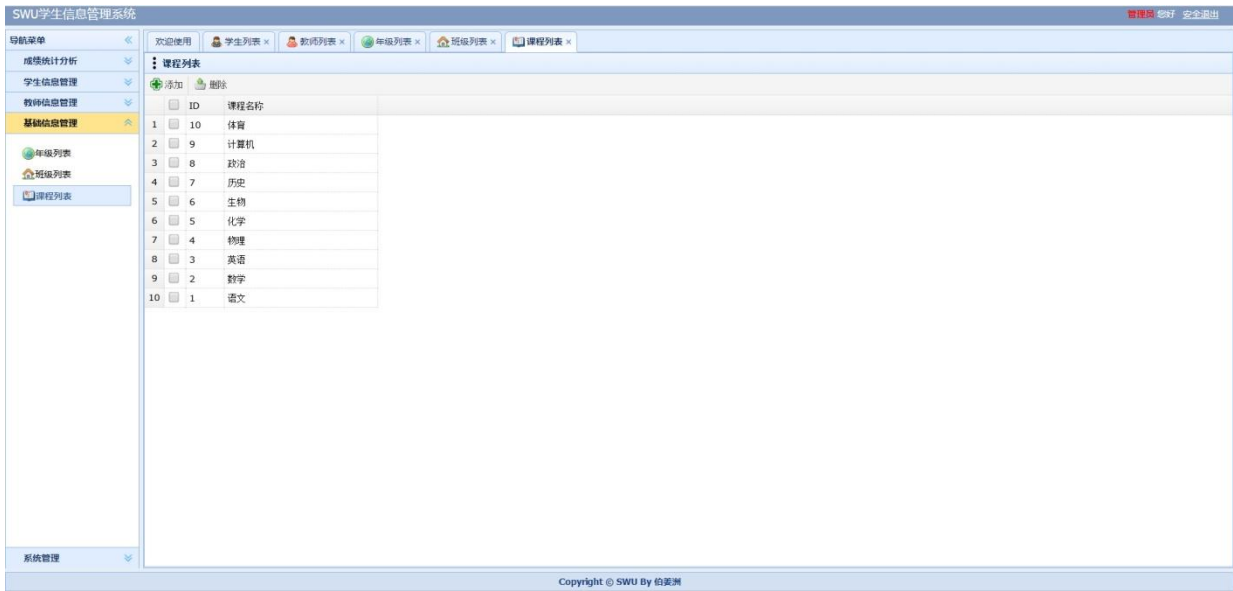 SWU学生信息管理系统 管理员 您好 安全退出
导航菜单
成绩统计分析
学生信息管理
教师信息管理
基础信息管理
年级列表
班级列表
课程列表
系统管理
欢迎使用 学生列表 × 教师列表 × 年级列表 × 班级列表 × 课程列表 ×
课程列表
添加 删除
ID 课程名称
1 10 体育
2 9 计算机
3 8 政治
4 7 历史
5 6 生物
6 5 化学
7 4 物理
8 3 英语
9 2 数学
10 1 语文
Copyright © SWU By